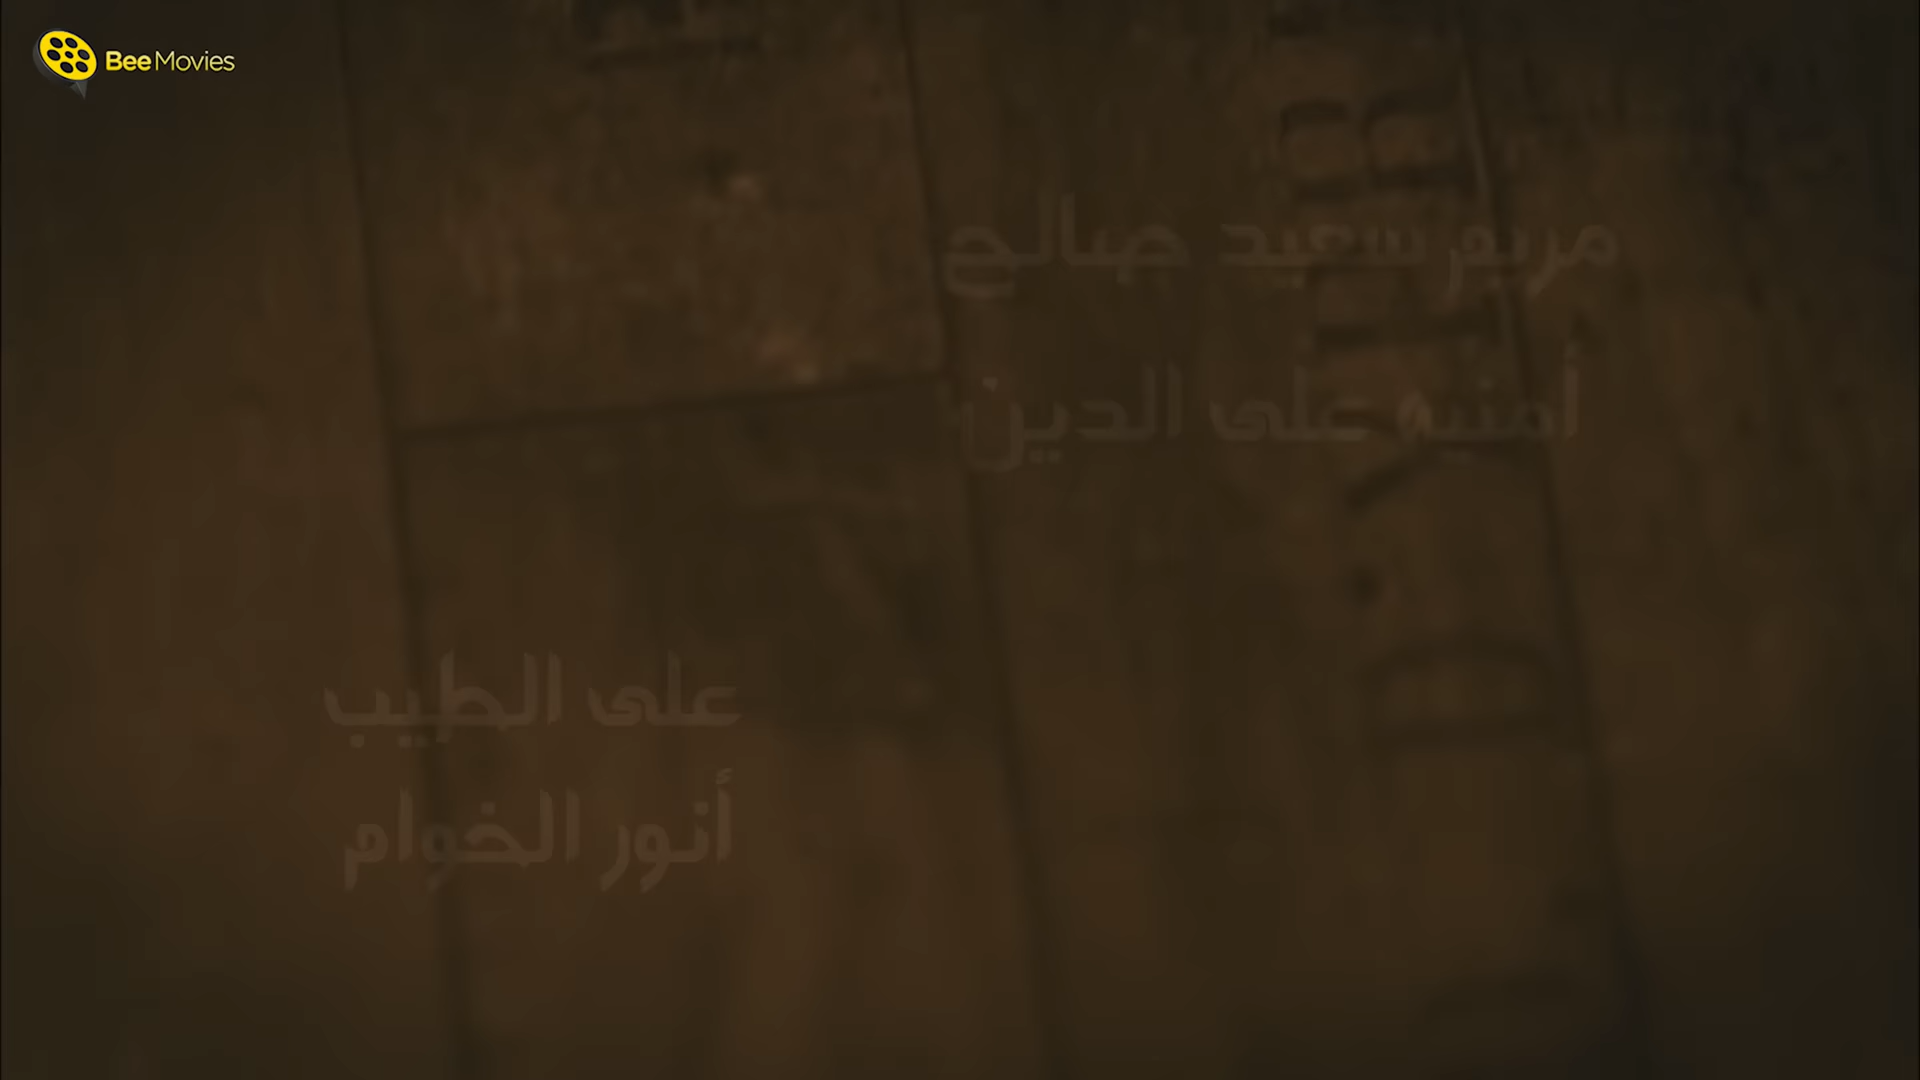 BeeMovies
مريم سعيد صالح
أمنيه على الدين
على الطيب
أنور الخوام